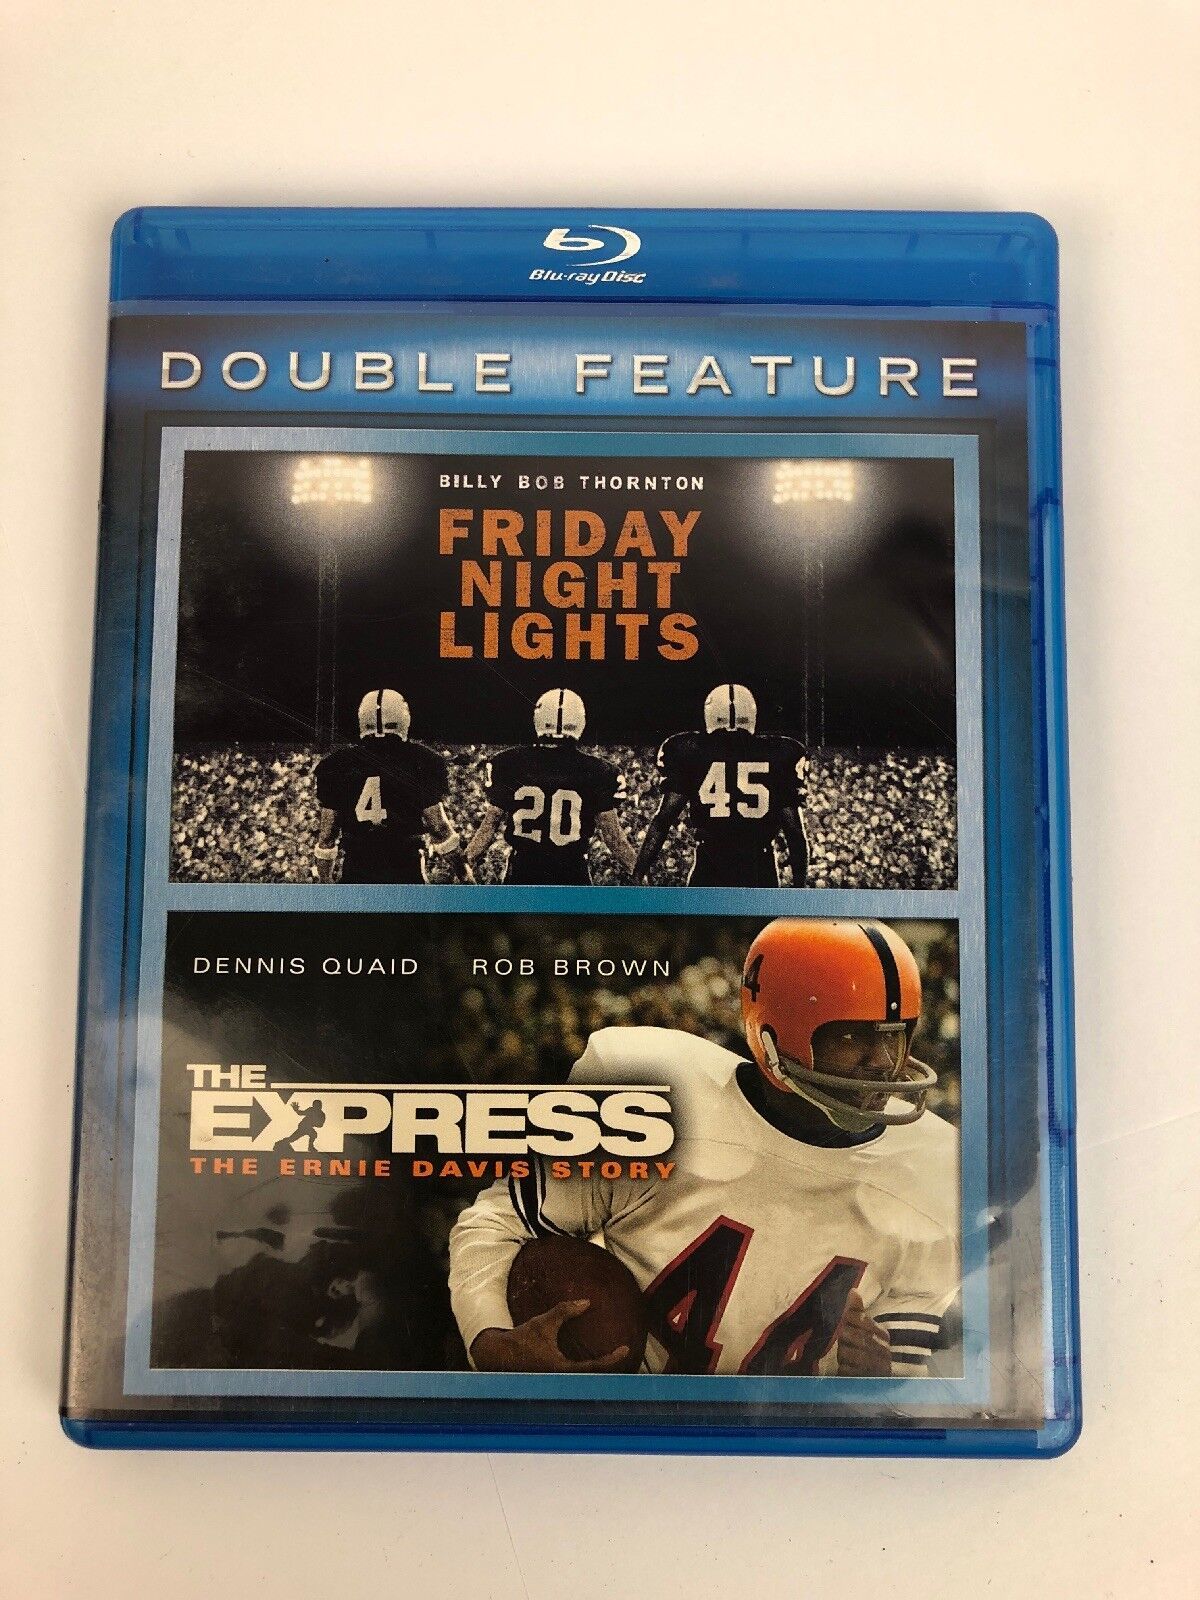 Blu-ray Disc
DOUBLE FEATURE
BILLY BOB THORNTON
FRIDAY
NIGHT
LIGHTS
4
20
45
DENNIS QUAID ROB BROWN
4
THE
EXPRESS
THE ERNIE DAVIS STORY
44